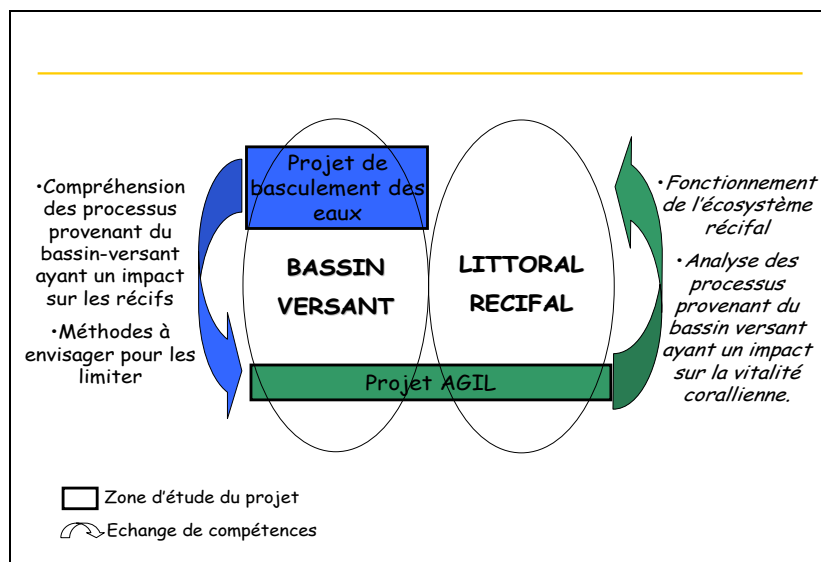 •Compréhension
des processus
provenant du
bassin-versant
ayant un impact
sur les récifs
•Méthodes à
envisager pour les
limiter
Projet de
basculement des
eaux
BASSIN
VERSANT
LITTORAL
RECIFAL
Projet AGIL
•Fonctionnement
de l'écosystème
récifal
•Analyse des
processus
provenant du
bassin versant
ayant un impact
sur la vitalité
corallienne.
Zone d'étude du projet
Echange de compétences